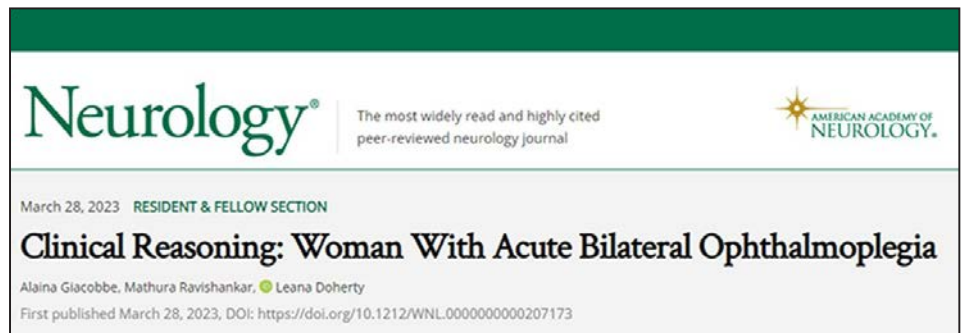 Neurology®
The most widely read and highly cited
peer-reviewed neurology journal
AMERICAN ACADEMY OF
NEUROLOGY®
March 28, 2023 RESIDENT & FELLOW SECTION
Clinical Reasoning: Woman With Acute Bilateral Ophthalmoplegia
Alaina Giacobbe, Mathura Ravishankar, Leana Doherty
First published March 28, 2023, DOI: https://doi.org/10.1212/WNL.0000000000207173